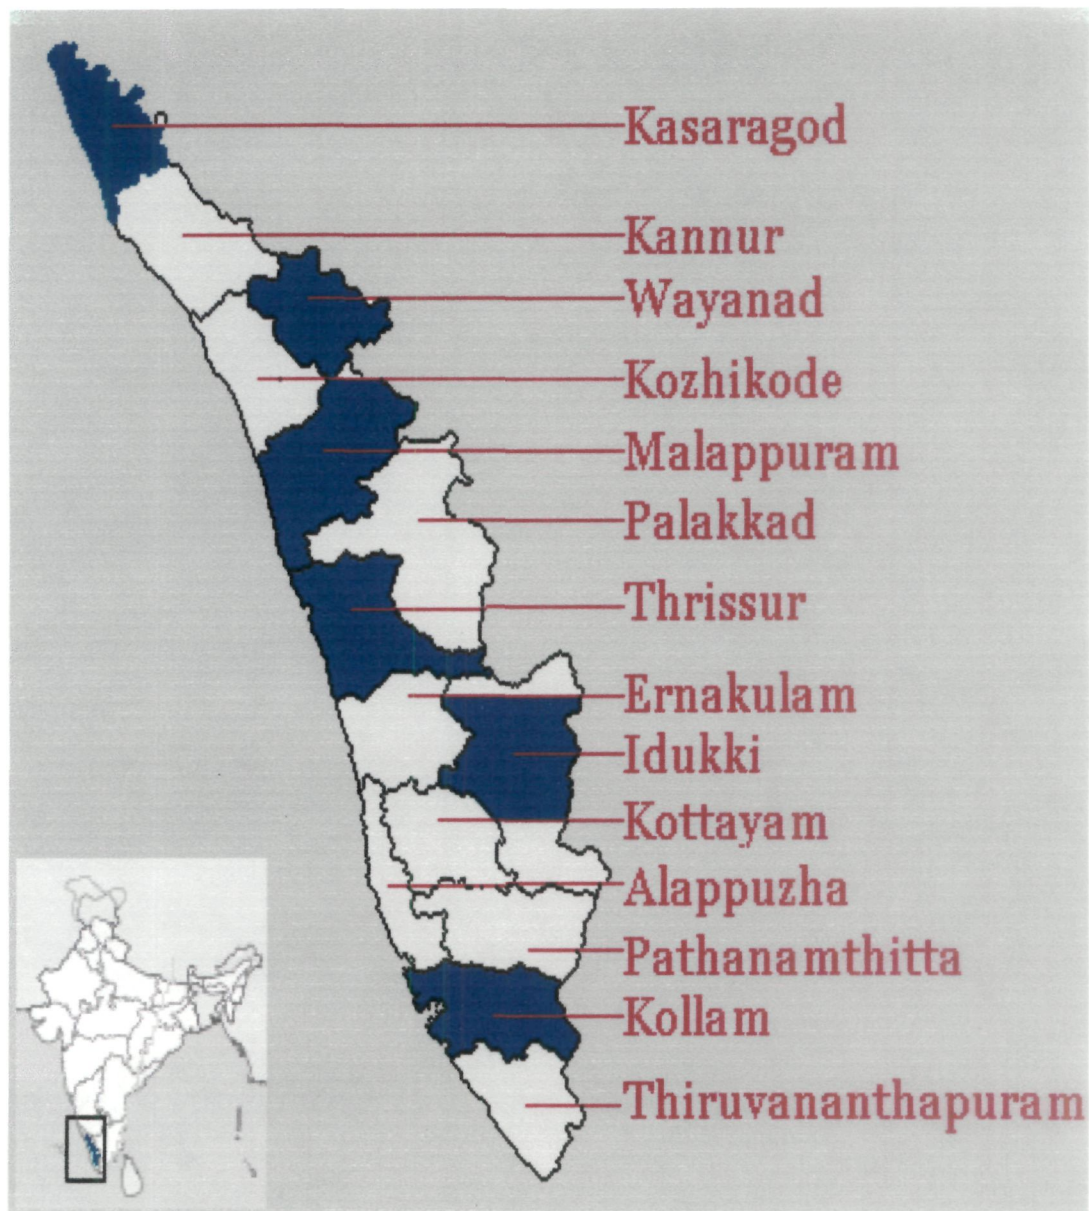 Kasaragod
Kannur
Wayanad
Kozhikode
Malappuram
Palakkad
Thrissur
Ernakulam
Idukki
Kottayam
Alappuzha
Pathanamthitta
Kollam
Thiruvananthapuram